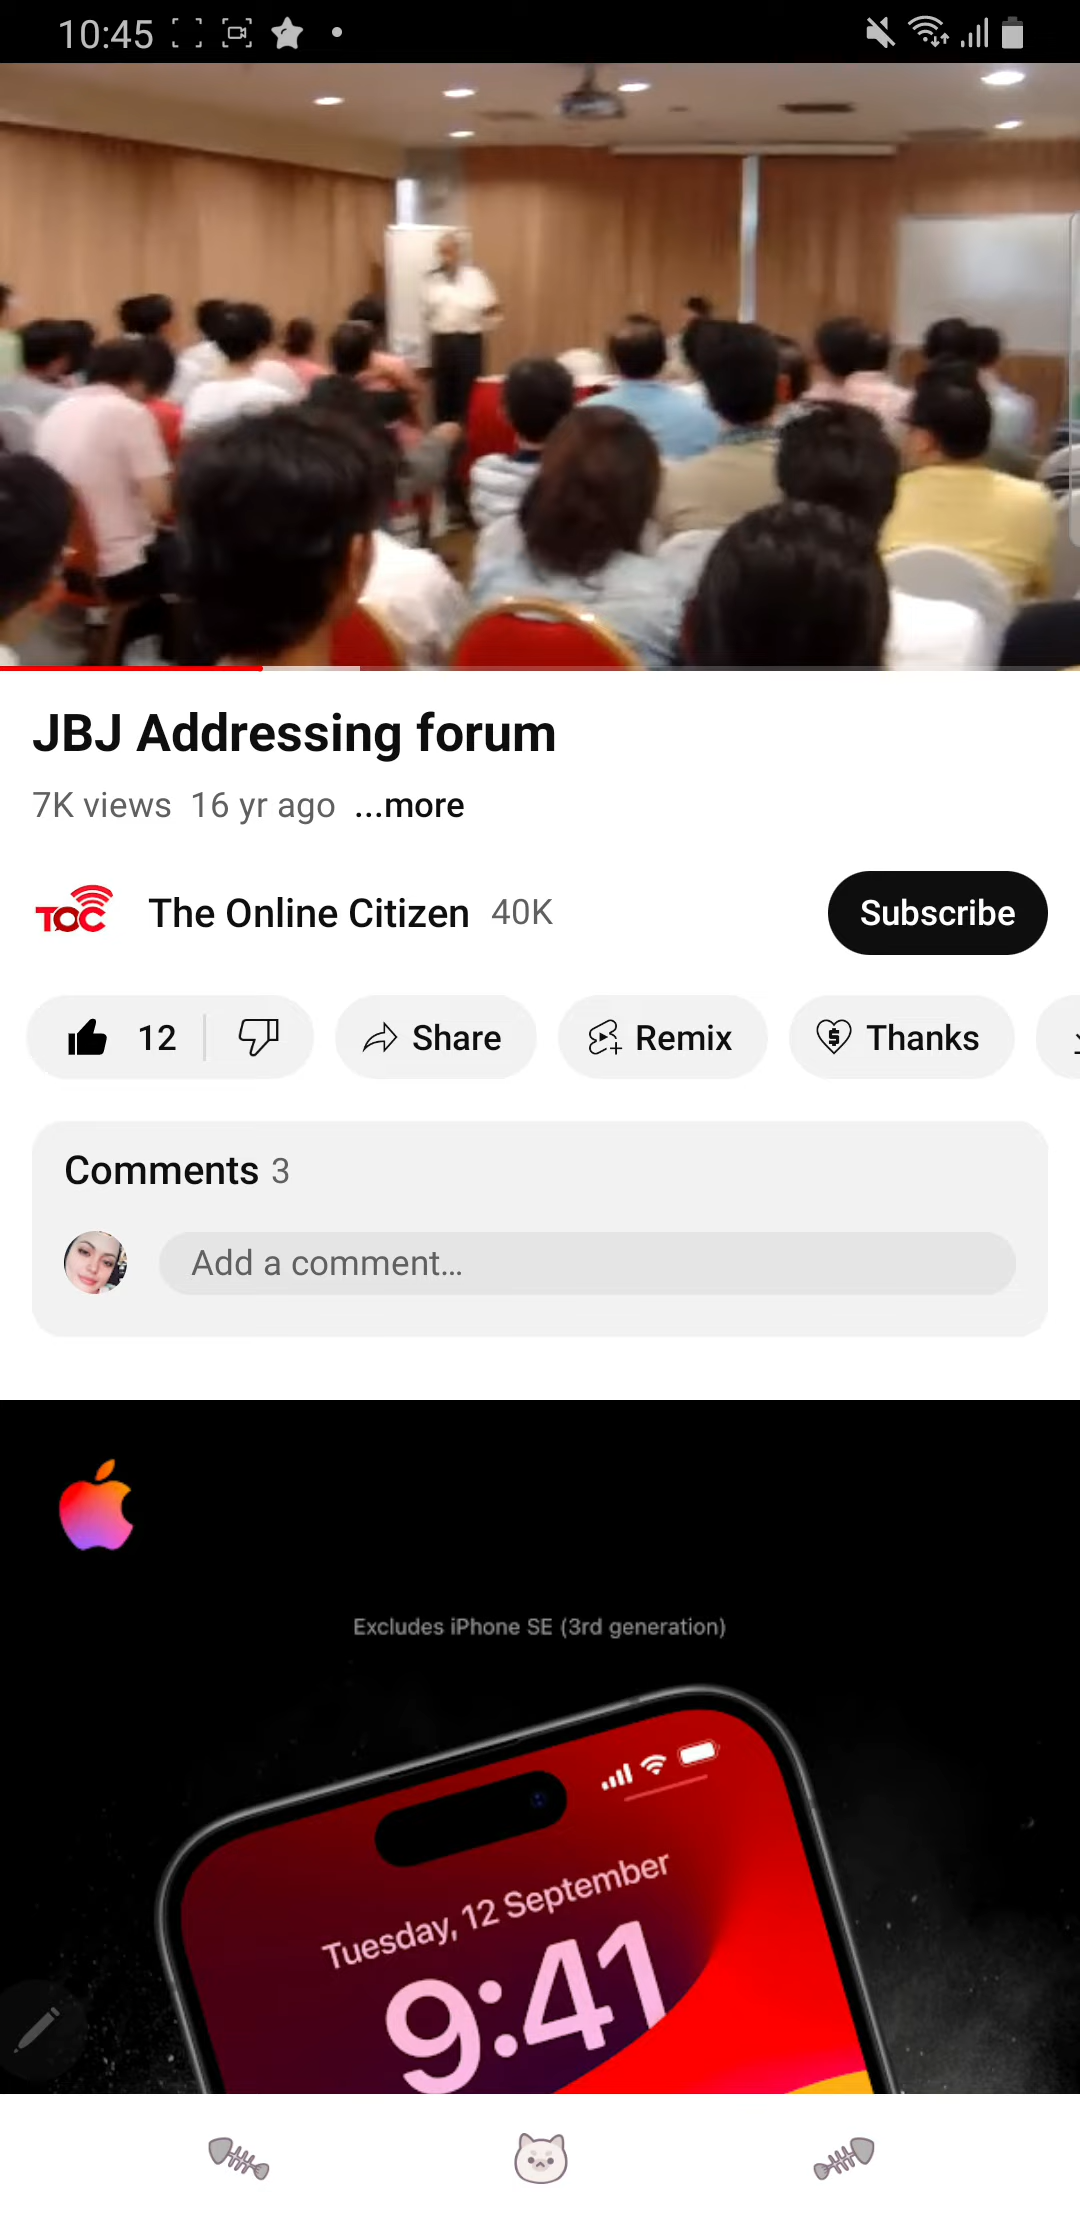 10:45
JBJ Addressing forum
7K views 16 yr ago ...more
TOC The Online Citizen 40K Subscribe
12 Share Remix Thanks
Comments 3
Add a comment...
Excludes iPhone SE (3rd generation)
Tuesday, 12 September
9:41